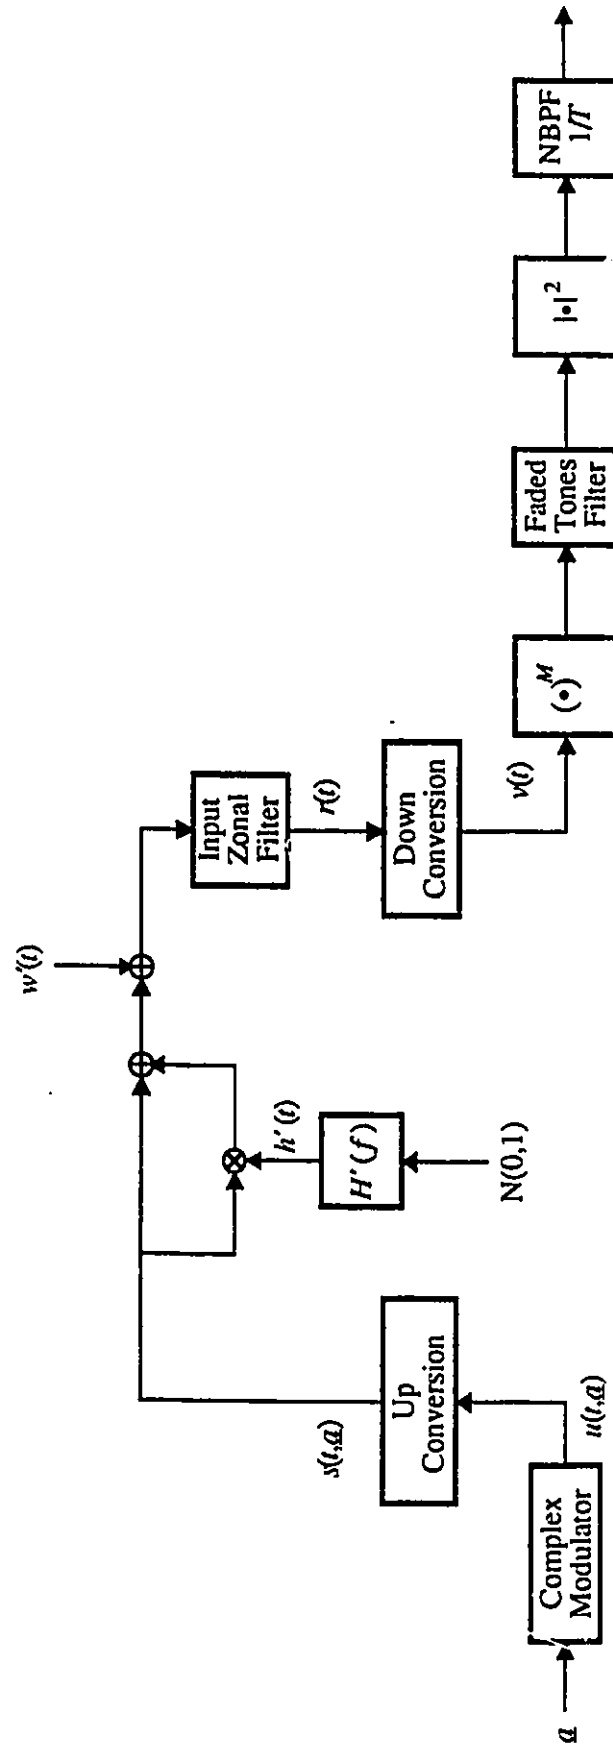 a
Complex
Modulator
u(t,a)
Up
Conversion
s(t,a)
N(0,1)
H'(f)
h'(t)
⊗
⊕
⊕
w'(t)
Input
Zonal
Filter
r(t)
Down
Conversion
v(t)
(•)^M
Faded
Tones
Filter
|•|²
NBPF
1/T